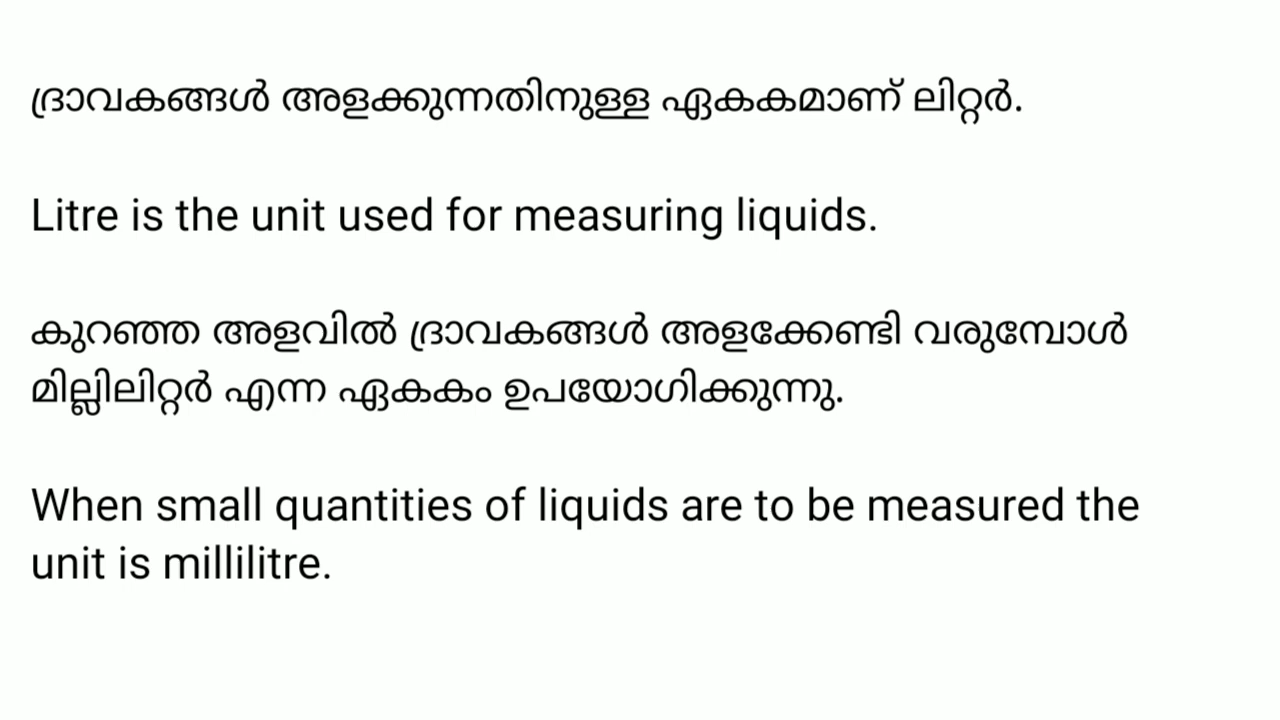 ദ്രാവകങ്ങൾ അളക്കുന്നതിനുള്ള ഏകകമാണ് ലിറ്റർ.
Litre is the unit used for measuring liquids.
കുറഞ്ഞ അളവിൽ ദ്രാവകങ്ങൾ അളക്കേണ്ടി വരുമ്പോൾ
മില്ലിലിറ്റർ എന്ന ഏകകം ഉപയോഗിക്കുന്നു.
When small quantities of liquids are to be measured the
unit is millilitre.